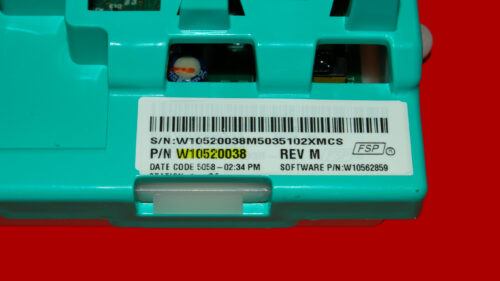 S/N:W10520038M5035102XMCS
P/N W10520038 REV M FSP ®
DATE CODE 5058-02:34 PM SOFTWARE P/N:W10562859